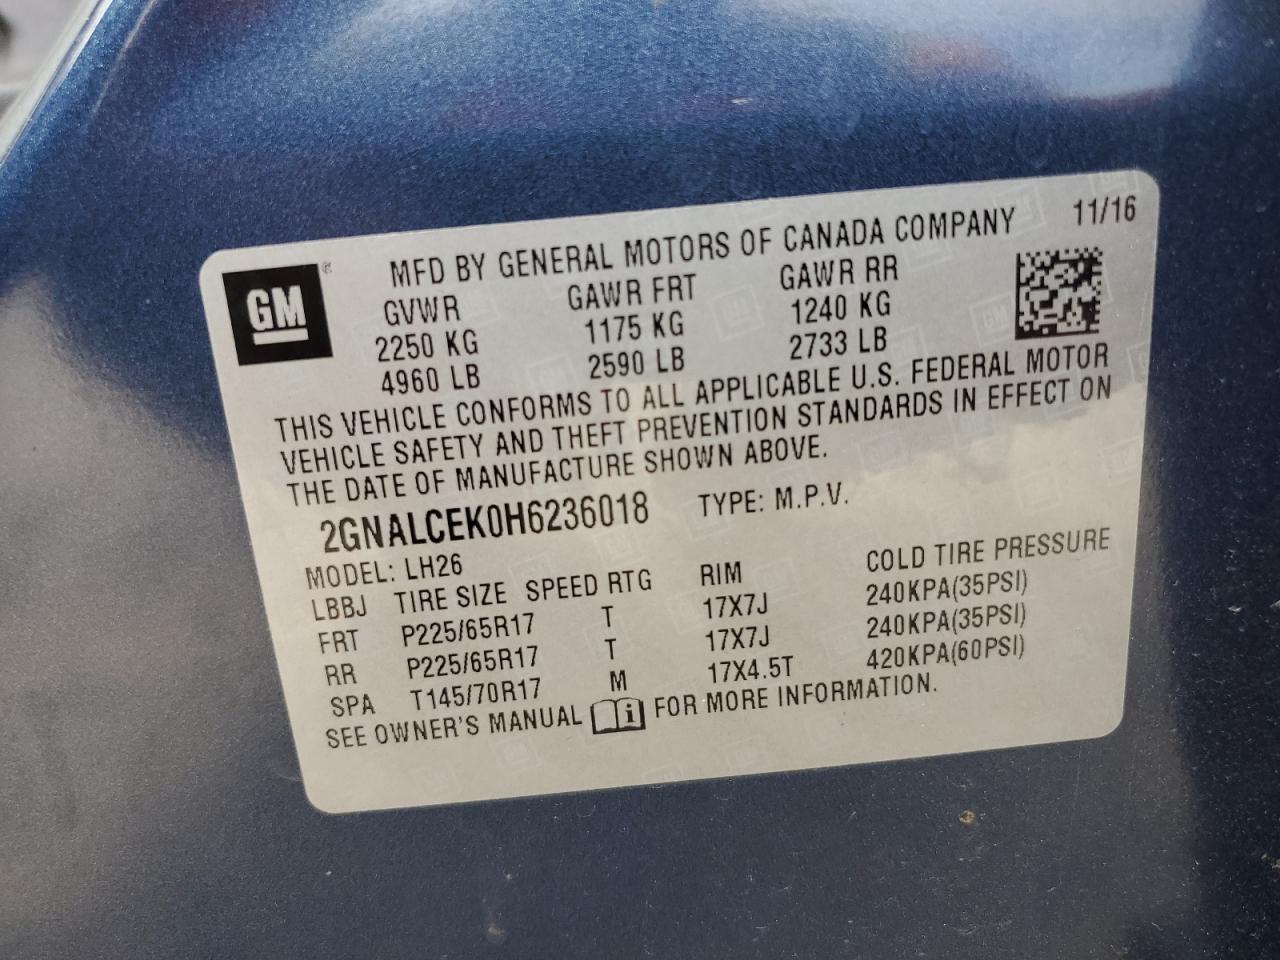 GM ®
MFD BY GENERAL MOTORS OF CANADA COMPANY 11/16
GVWR GAWR FRT GAWR RR
2250 KG 1175 KG 1240 KG
4960 LB 2590 LB 2733 LB
THIS VEHICLE CONFORMS TO ALL APPLICABLE U.S. FEDERAL MOTOR
VEHICLE SAFETY AND THEFT PREVENTION STANDARDS IN EFFECT ON
THE DATE OF MANUFACTURE SHOWN ABOVE.
2GNALCEK0H6236018 TYPE: M.P.V.
MODEL: LH26
LBBJ TIRE SIZE SPEED RTG RIM COLD TIRE PRESSURE
FRT P225/65R17 T 17X7J 240KPA(35PSI)
RR P225/65R17 T 17X7J 240KPA(35PSI)
SPA T145/70R17 M 17X4.5T 420KPA(60PSI)
SEE OWNER'S MANUAL i FOR MORE INFORMATION.